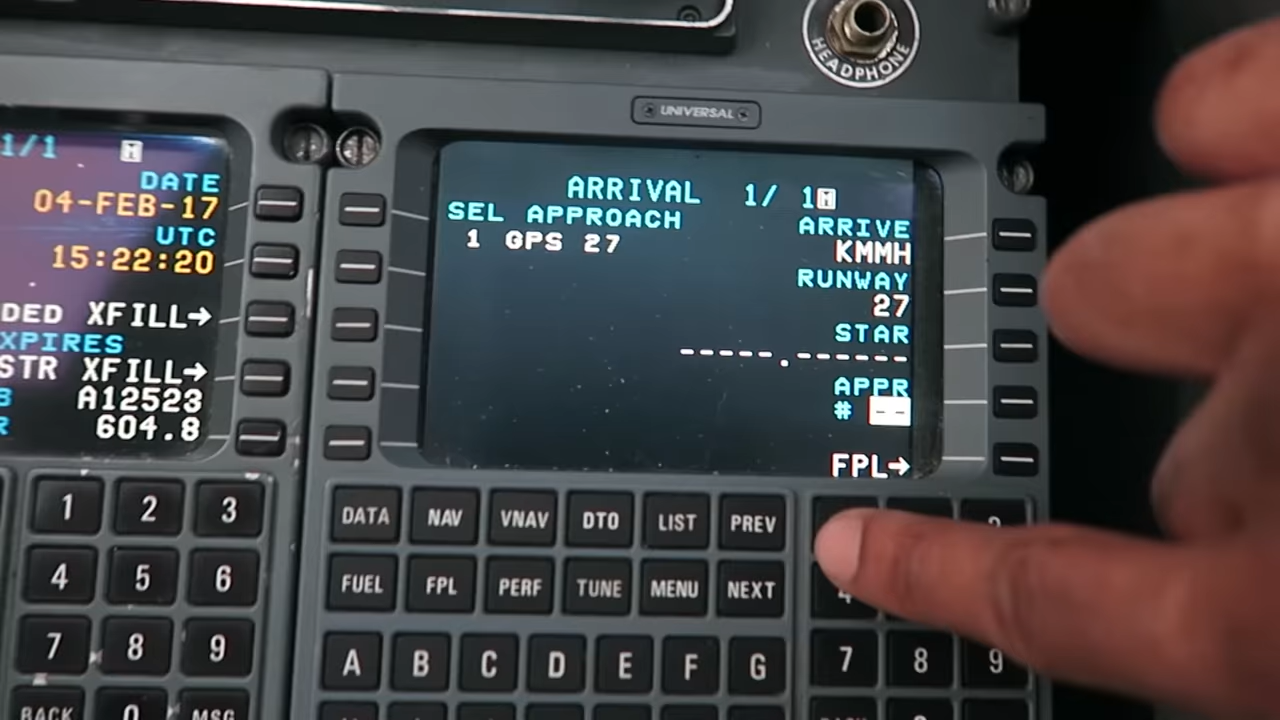 HEADPHONE
UNIVERSAL
1/1 M
DATE
04-FEB-17
UTC
15:22:20
DED XFILL→
XPIRES
STR XFILL→
A12523
604.8
ARRIVAL 1/ 1 M
SEL APPROACH
1 GPS 27
ARRIVE
KMMH
RUNWAY
27
STAR
-----.------
APPR
# --
FPL→
1 2 3
4 5 6
7 8 9
BACK 0 MSG
DATA NAV VNAV DTO LIST PREV
FUEL FPL PERF TUNE MENU NEXT
A B C D E F G
4
7 8 9